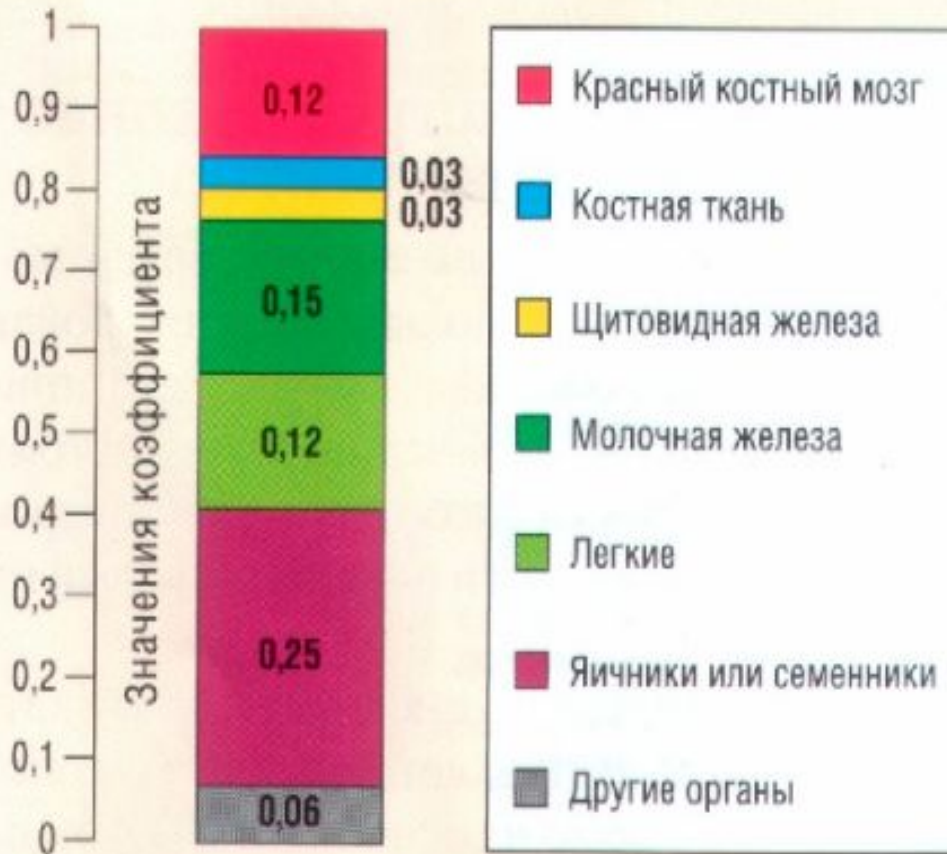 1
0,9
0,8
0,7
0,6
0,5
0,4
0,3
0,2
0,1
0
Значения коэффициента
0,12
0,03
0,03
0,15
0,12
0,25
0,06
Красный костный мозг
Костная ткань
Щитовидная железа
Молочная железа
Легкие
Яичники или семенники
Другие органы